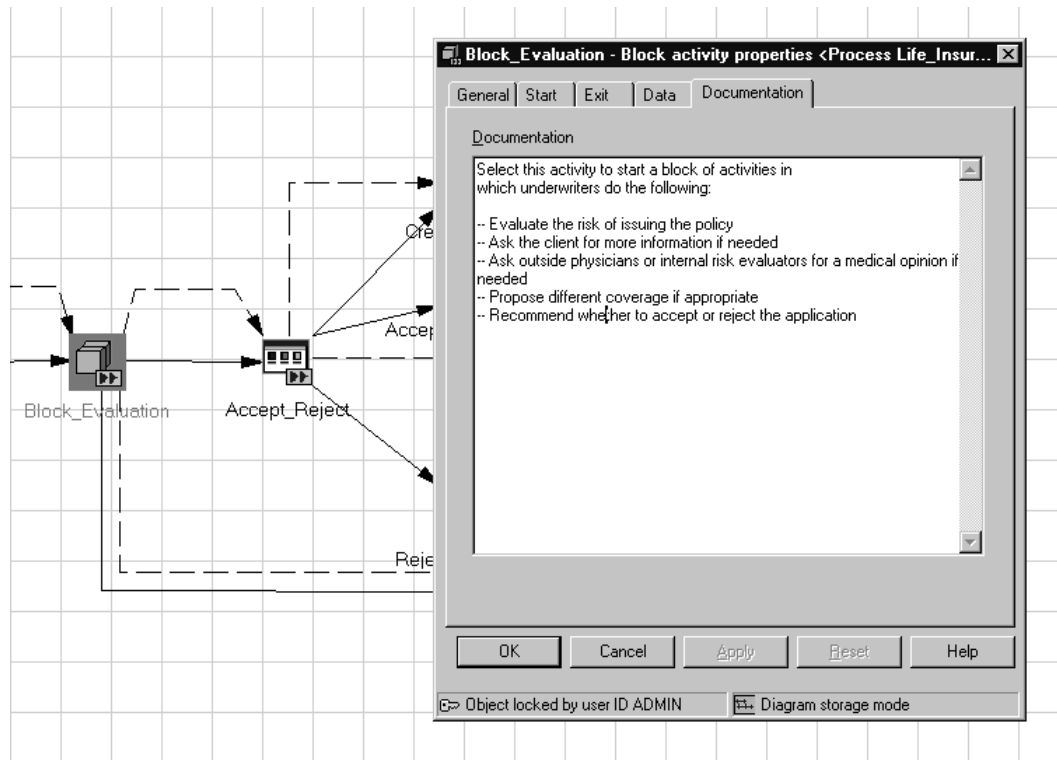 Block_Evaluation - Block activity properties <Process Life_Insur...
General Start Exit Data Documentation
Documentation
Select this activity to start a block of activities in
which underwriters do the following:
-- Evaluate the risk of issuing the policy
-- Ask the client for more information if needed
-- Ask outside physicians or internal risk evaluators for a medical opinion if
needed
-- Propose different coverage if appropriate
-- Recommend whether to accept or reject the application
Cre
Accep
Block_Evaluation
Accept_Reject
Reje
OK Cancel Apply Reset Help
Object locked by user ID ADMIN
Diagram storage mode